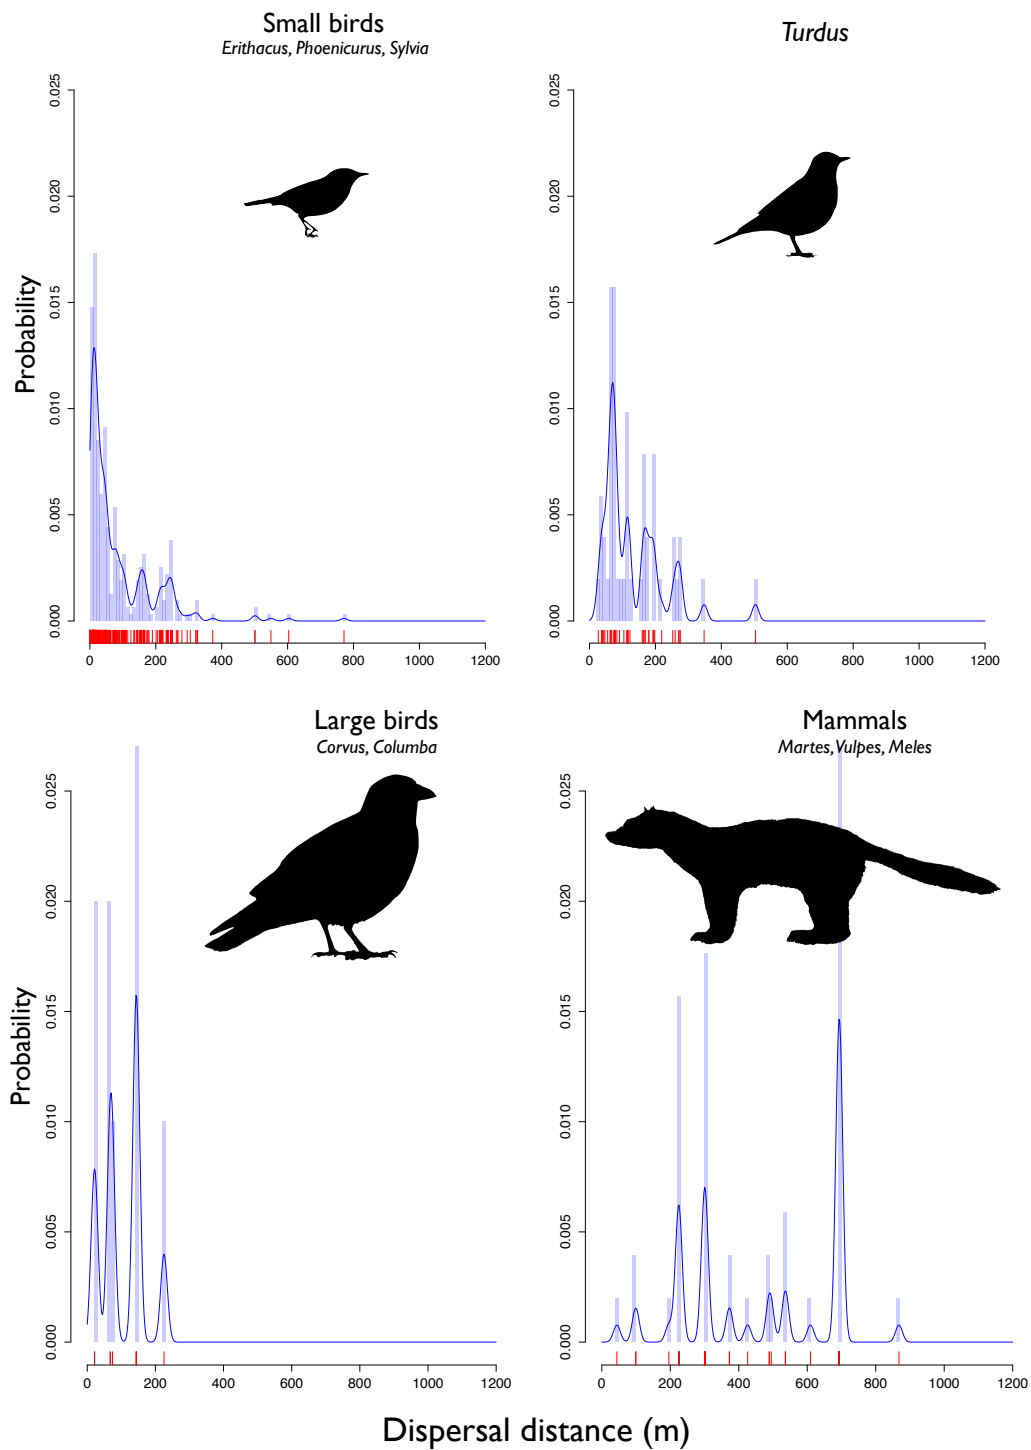 Small birds
Erithacus, Phoenicurus, Sylvia
Turdus
Probability
0.025
0.020
0.015
0.010
0.005
0.000
0 200 400 600 800 1000 1200
0.025
0.020
0.015
0.010
0.005
0.000
0 200 400 600 800 1000 1200
Large birds
Corvus, Columba
Mammals
Martes, Vulpes, Meles
Probability
0.025
0.020
0.015
0.010
0.005
0.000
0 200 400 600 800 1000 1200
0.025
0.020
0.015
0.010
0.005
0.000
0 200 400 600 800 1000 1200
Dispersal distance (m)